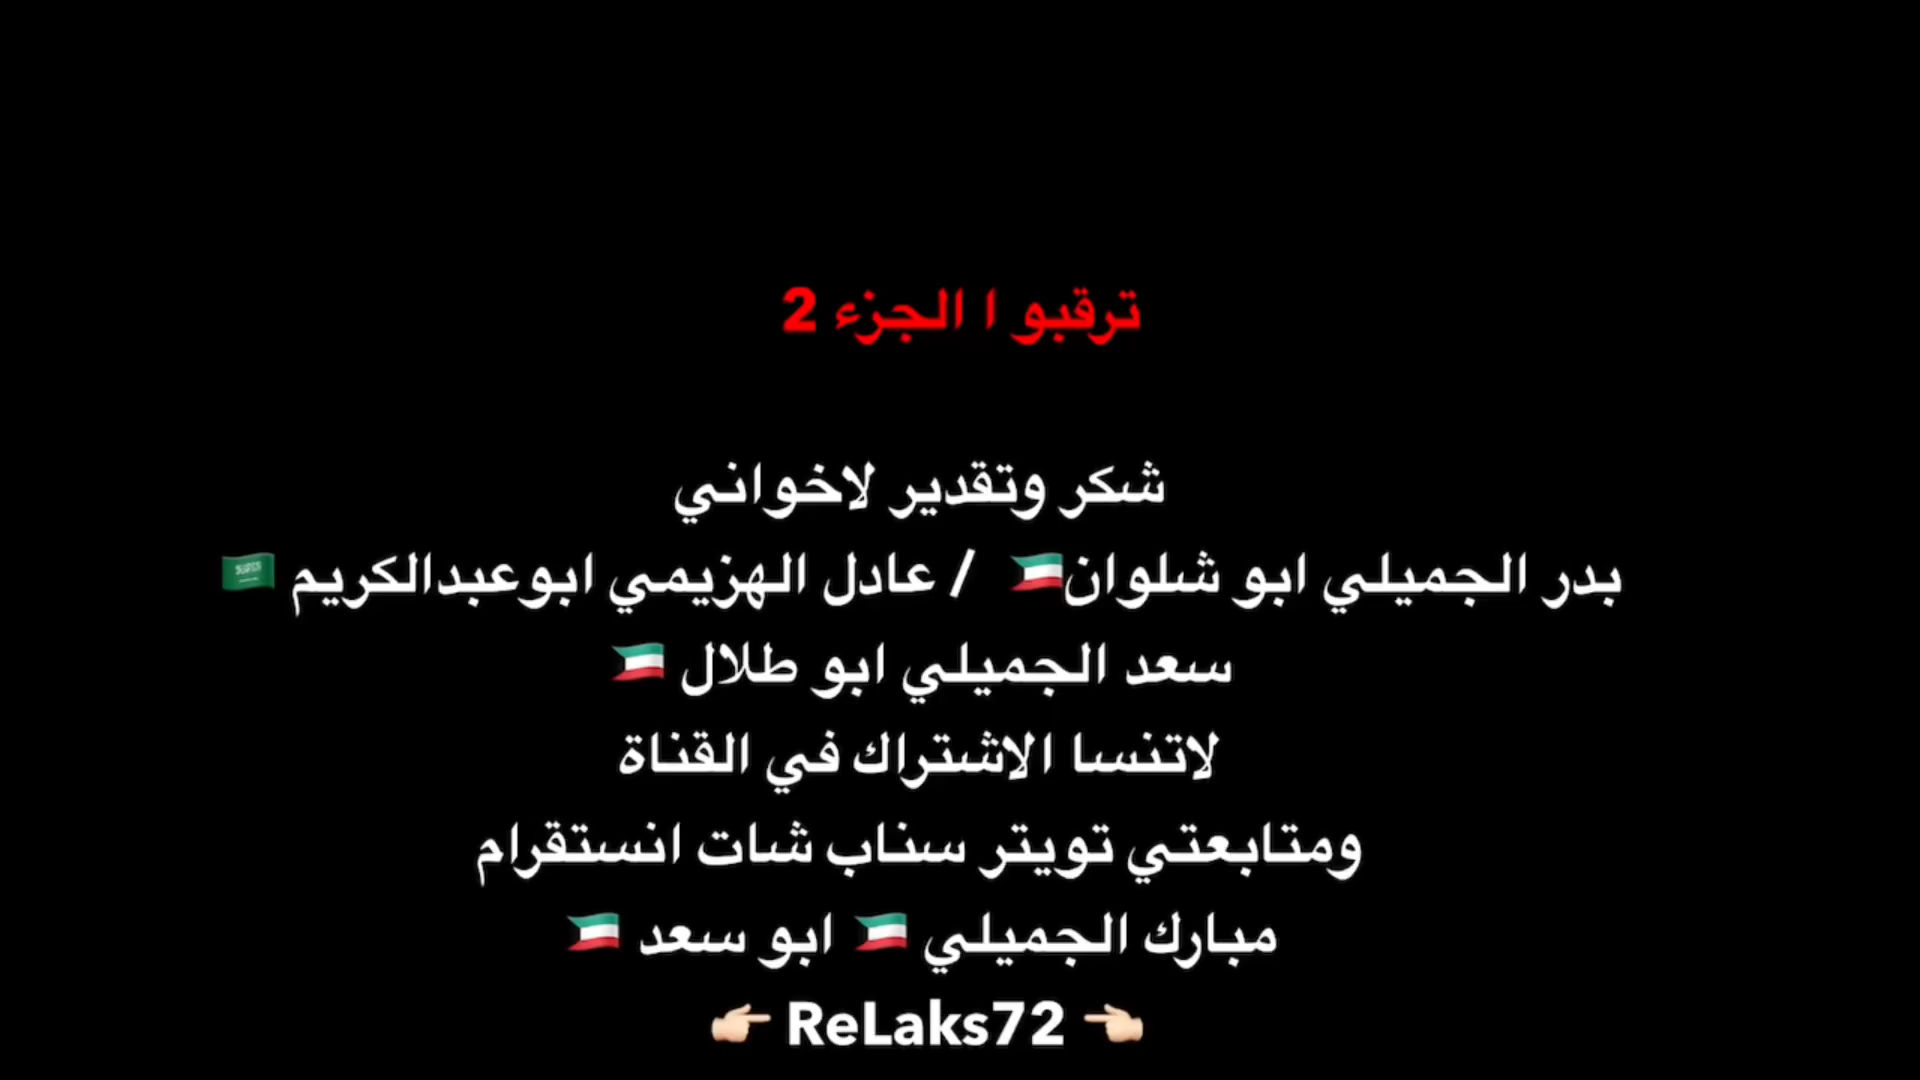 ترقبو ا الجزء 2
شكر وتقدير لاخواني
بدر الجميلي ابو شلوان🇰🇼 / عادل الهزيمي ابوعبدالكريم 🇸🇦
سعد الجميلي ابو طلال 🇰🇼
لاتنسا الاشتراك في القناة
ومتابعتي تويتر سناب شات انستقرام
مبارك الجميلي 🇰🇼 ابو سعد 🇰🇼
👉🏻 ReLaks72 👈🏻